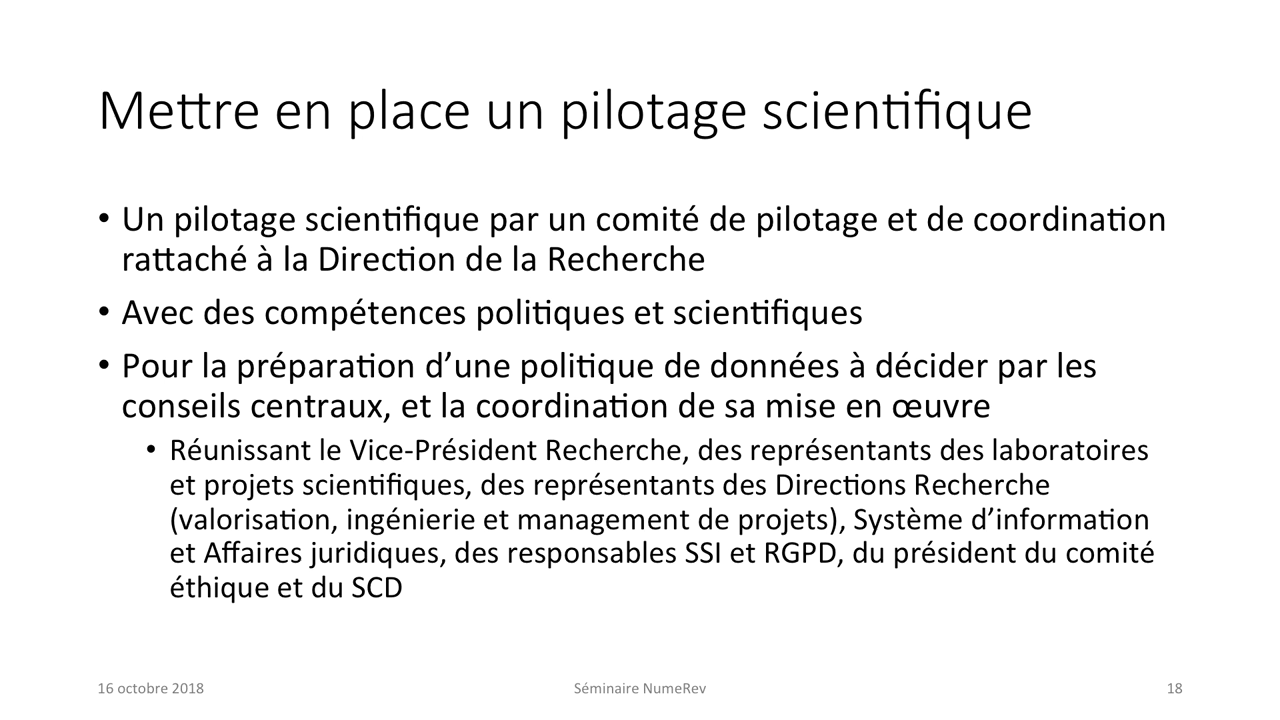 Mettre en place un pilotage scientifique
• Un pilotage scientifique par un comité de pilotage et de coordination
rattaché à la Direction de la Recherche
• Avec des compétences politiques et scientifiques
• Pour la préparation d’une politique de données à décider par les
conseils centraux, et la coordination de sa mise en œuvre
• Réunissant le Vice-Président Recherche, des représentants des laboratoires
et projets scientifiques, des représentants des Directions Recherche
(valorisation, ingénierie et management de projets), Système d’information
et Affaires juridiques, des responsables SSI et RGPD, du président du comité
éthique et du SCD
16 octobre 2018
Séminaire NumeRev
18